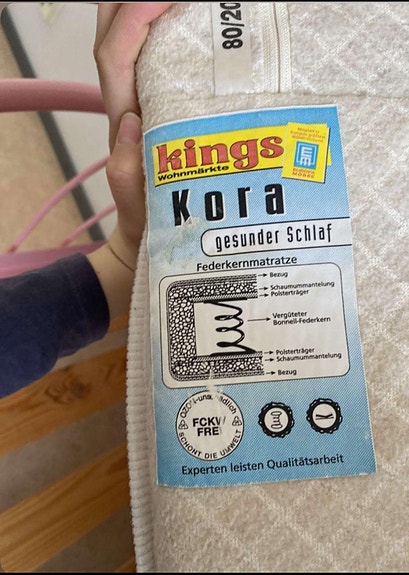 80/20
kings
Wohnmärkte
Kora
gesunder Schlaf
Federkernmatratze
Bezug
Schaumummantelung
Polsterträger
Vergüteter
Bonnell-Federkern
Polsterträger
Schaumummantelung
Bezug
FCKW
FREI
SCHONT DIE UMWELT
Experten leisten Qualitätsarbeit